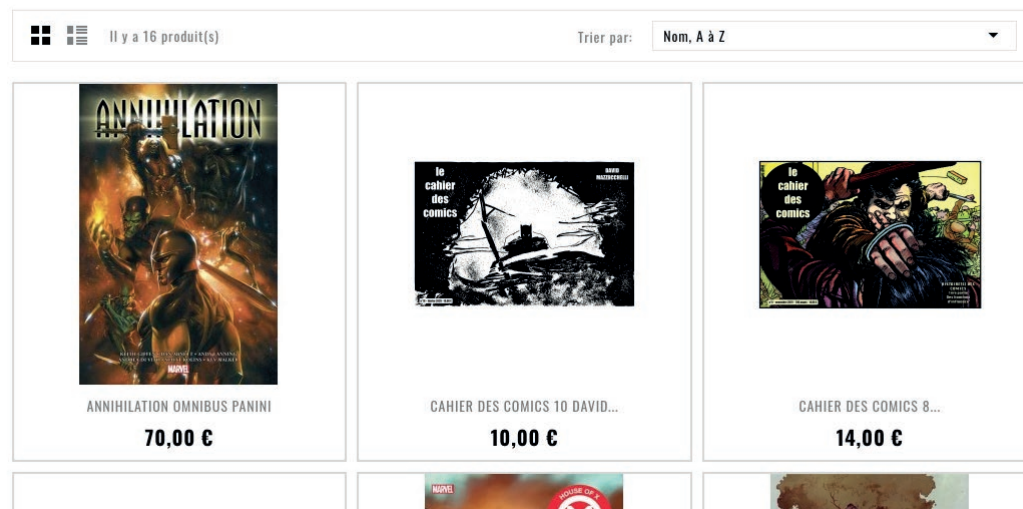 Il y a 16 produit(s)
Trier par:
Nom, A à Z
ANNIHILATION
MARVEL
ANNIHILATION OMNIBUS PANINI
70,00 €
le
cahier
des
comics
DAVID
MAZZUCCHELLI
CAHIER DES COMICS 10 DAVID...
10,00 €
le
cahier
des
comics
CAHIER DES COMICS 8...
14,00 €
MARVEL
HOUSE OF X